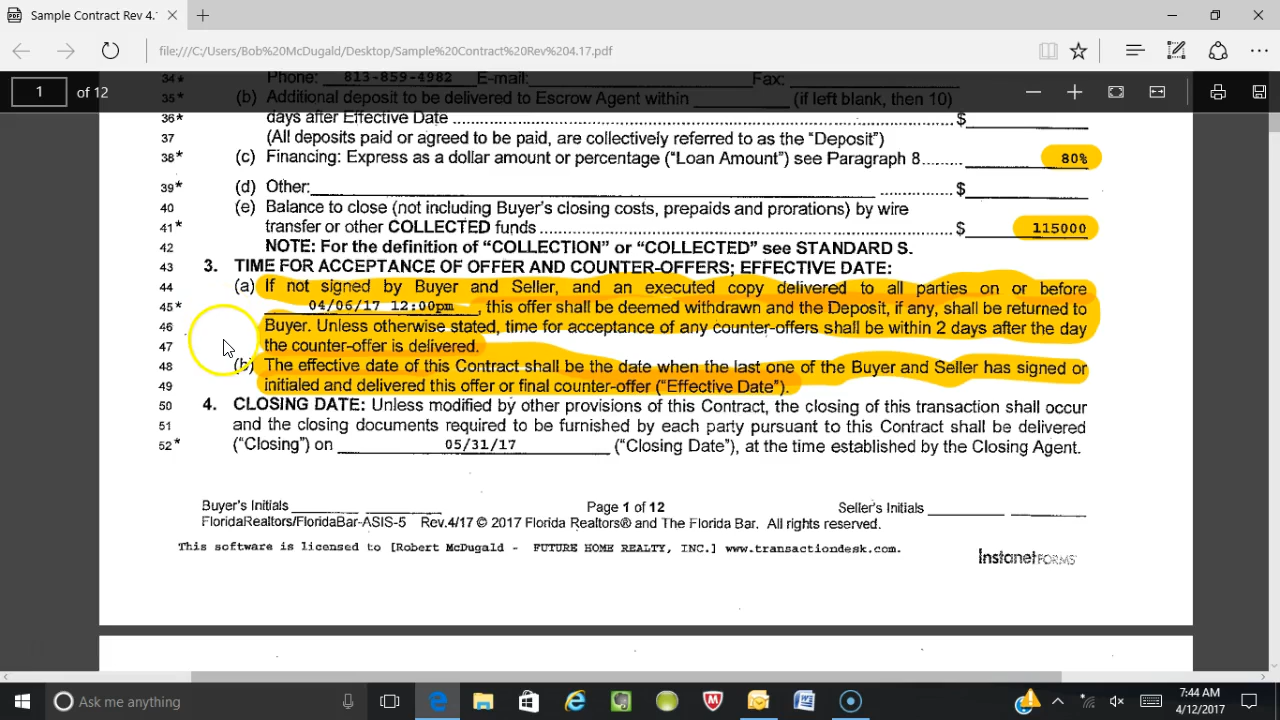 Sample Contract Rev 4.
file:///C:/Users/Bob%20McDugald/Desktop/Sample%20Contract%20Rev%204.17.pdf
1 of 12
34* Phone: 813-859-4982 E-mail: Fax:
35* (b) Additional deposit to be delivered to Escrow Agent within (if left blank, then 10)
36* days after Effective Date $
37 (All deposits paid or agreed to be paid, are collectively referred to as the “Deposit”)
38* (c) Financing: Express as a dollar amount or percentage (“Loan Amount”) see Paragraph 8 80%
39* (d) Other: $
40 (e) Balance to close (not including Buyer’s closing costs, prepaids and prorations) by wire
41* transfer or other COLLECTED funds $ 115000
42 NOTE: For the definition of “COLLECTION” or “COLLECTED” see STANDARD S.
43 3. TIME FOR ACCEPTANCE OF OFFER AND COUNTER-OFFERS; EFFECTIVE DATE:
44 (a) If not signed by Buyer and Seller, and an executed copy delivered to all parties on or before
45* 04/06/17 12:00pm , this offer shall be deemed withdrawn and the Deposit, if any, shall be returned to
46 Buyer. Unless otherwise stated, time for acceptance of any counter-offers shall be within 2 days after the day
47 the counter-offer is delivered.
48 (b) The effective date of this Contract shall be the date when the last one of the Buyer and Seller has signed or
49 initialed and delivered this offer or final counter-offer (“Effective Date”).
50 4. CLOSING DATE: Unless modified by other provisions of this Contract, the closing of this transaction shall occur
51 and the closing documents required to be furnished by each party pursuant to this Contract shall be delivered
52* (“Closing”) on 05/31/17 (“Closing Date”), at the time established by the Closing Agent.
Buyer’s Initials Page 1 of 12 Seller’s Initials
FloridaRealtors/FloridaBar-ASIS-5 Rev.4/17 © 2017 Florida Realtors® and The Florida Bar. All rights reserved.
This software is licensed to [Robert McDugald - FUTURE HOME REALTY, INC.] www.transactiondesk.com.
InstanetFORMS
Ask me anything
7:44 AM
4/12/2017